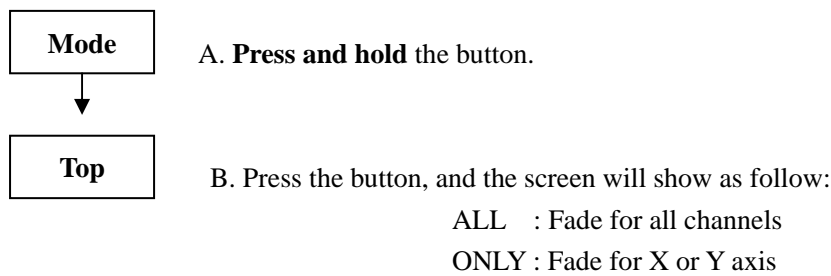 Mode
A. Press and hold the button.
Top
B. Press the button, and the screen will show as follow:
ALL : Fade for all channels
ONLY : Fade for X or Y axis